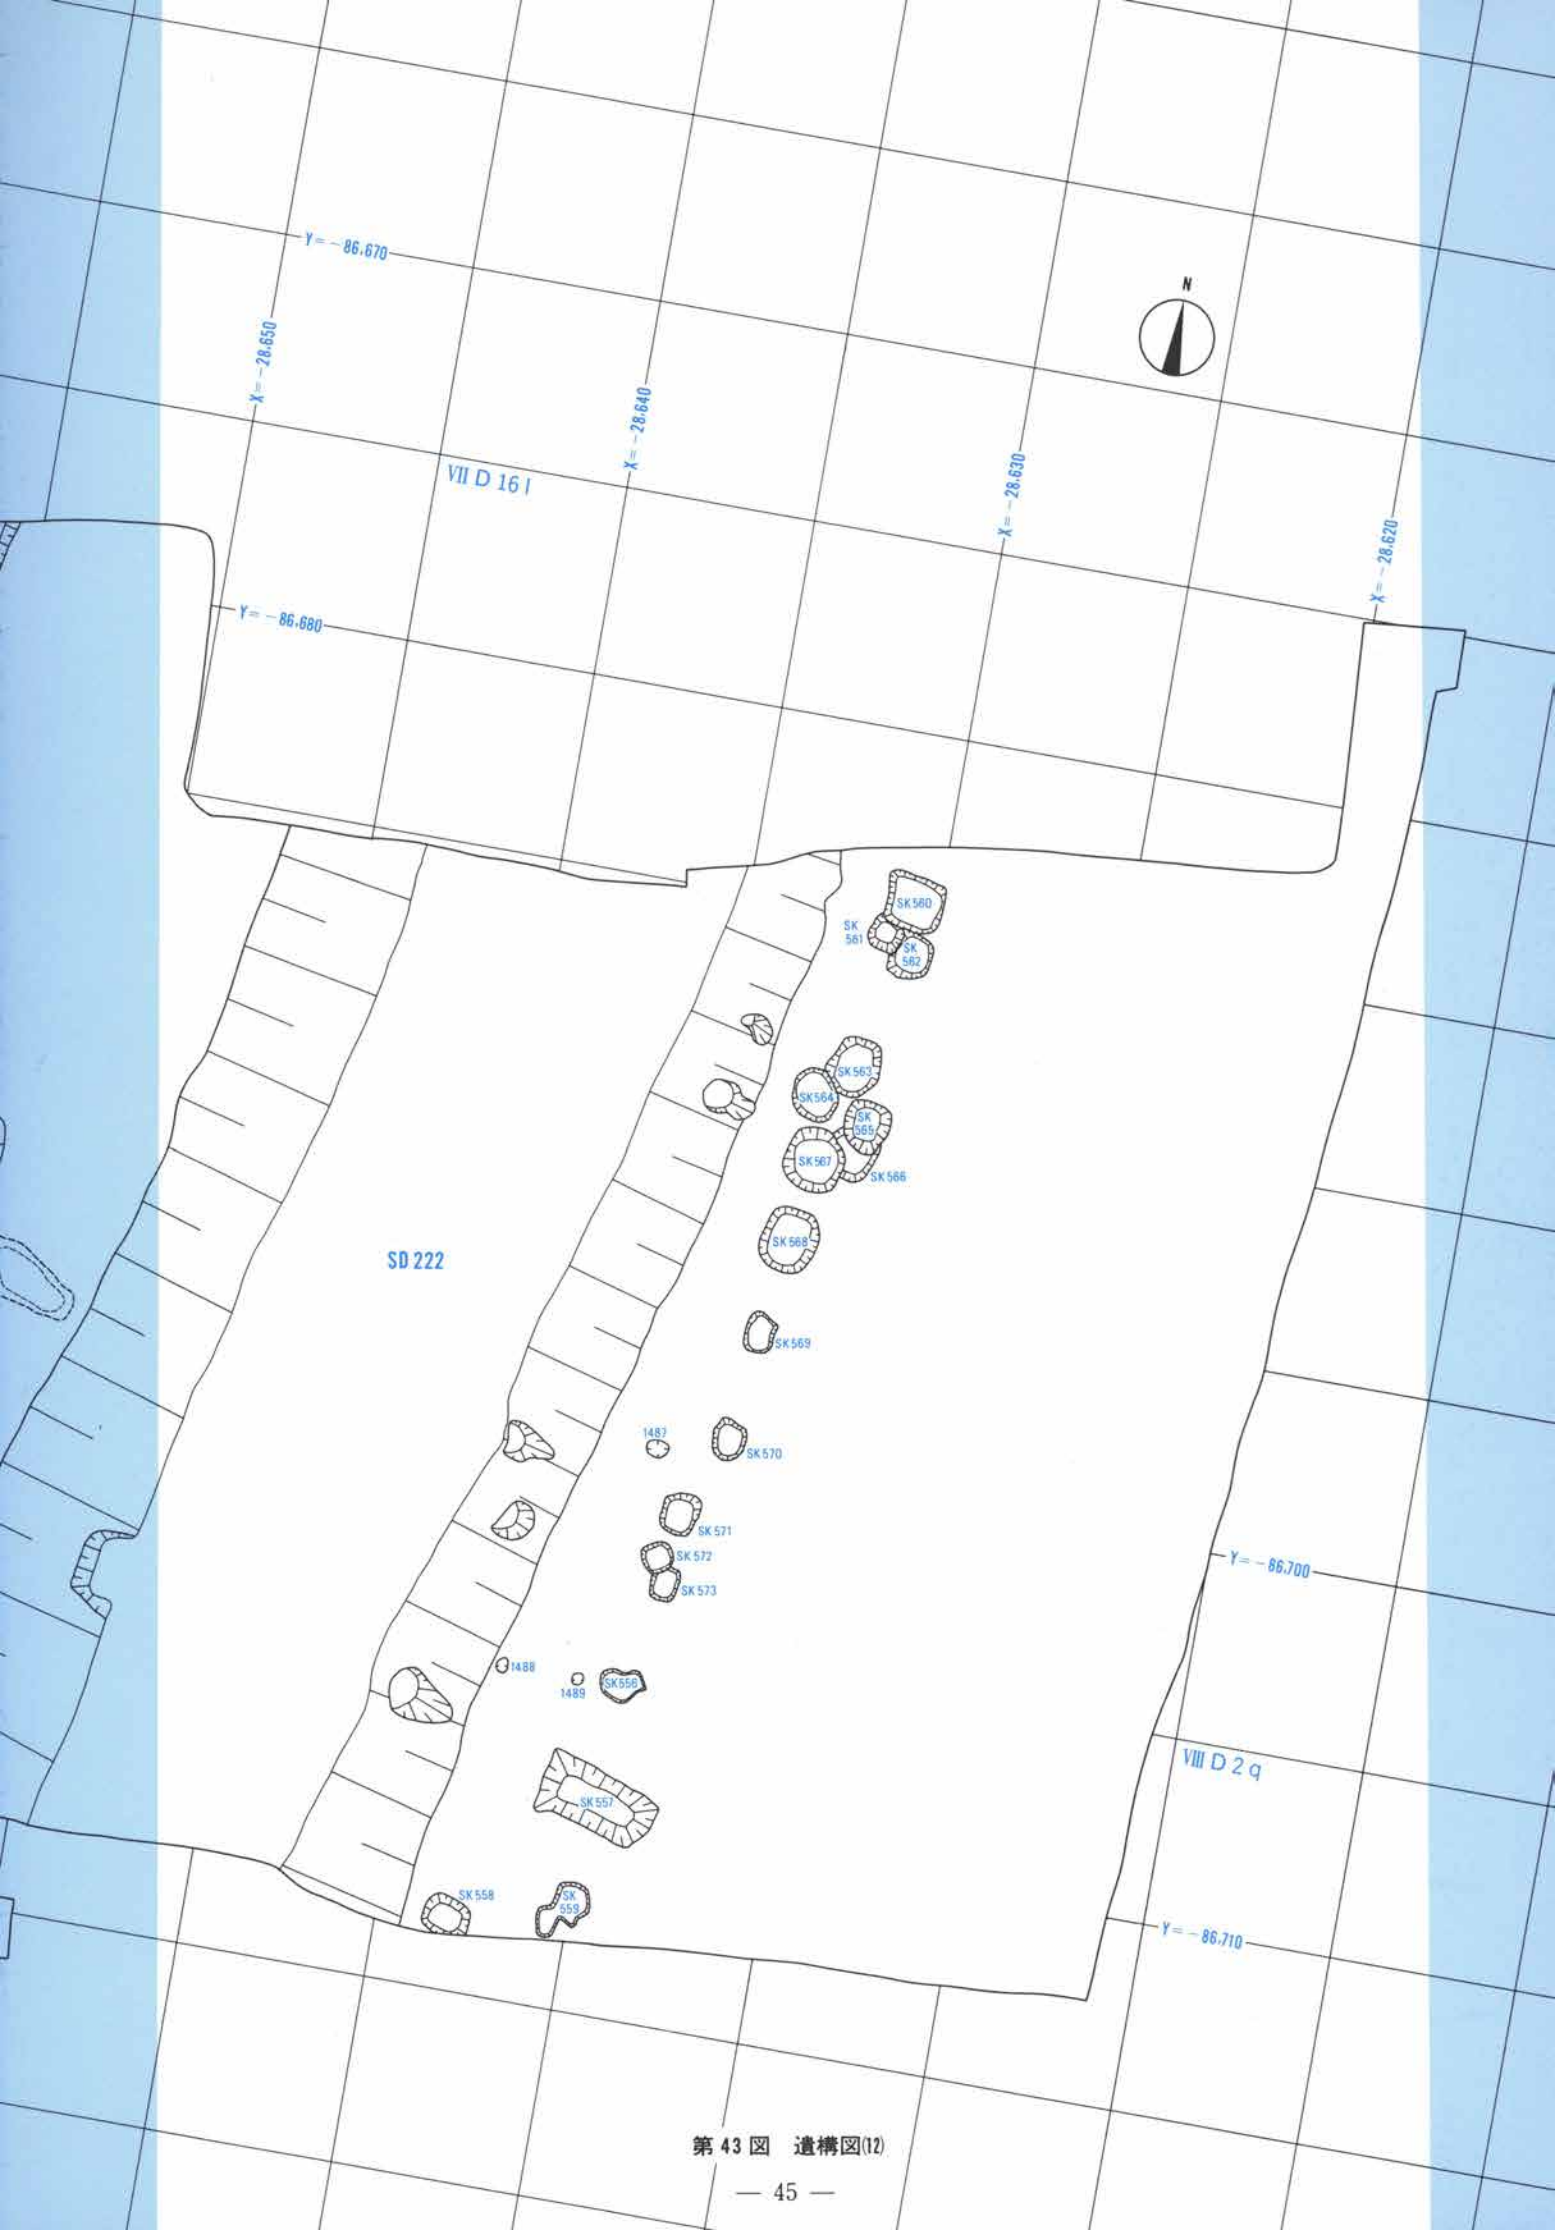 Y=－86,670
N
X=－28,650
X=－28,640
VII D 16 l
X=－28,630
X=－28,620
Y=－86,680
SK560
SK
561
SK
562
SK563
SK564
SK
565
SK567
SK566
SK568
SD 222
SK569
1487
SK570
SK571
SK572
SK573
Y=－86,700
1488
1489
SK556
VIII D 2 q
SK557
SK558
SK
559
Y=－86,710
第 43 図　遺構図⑿
— 45 —